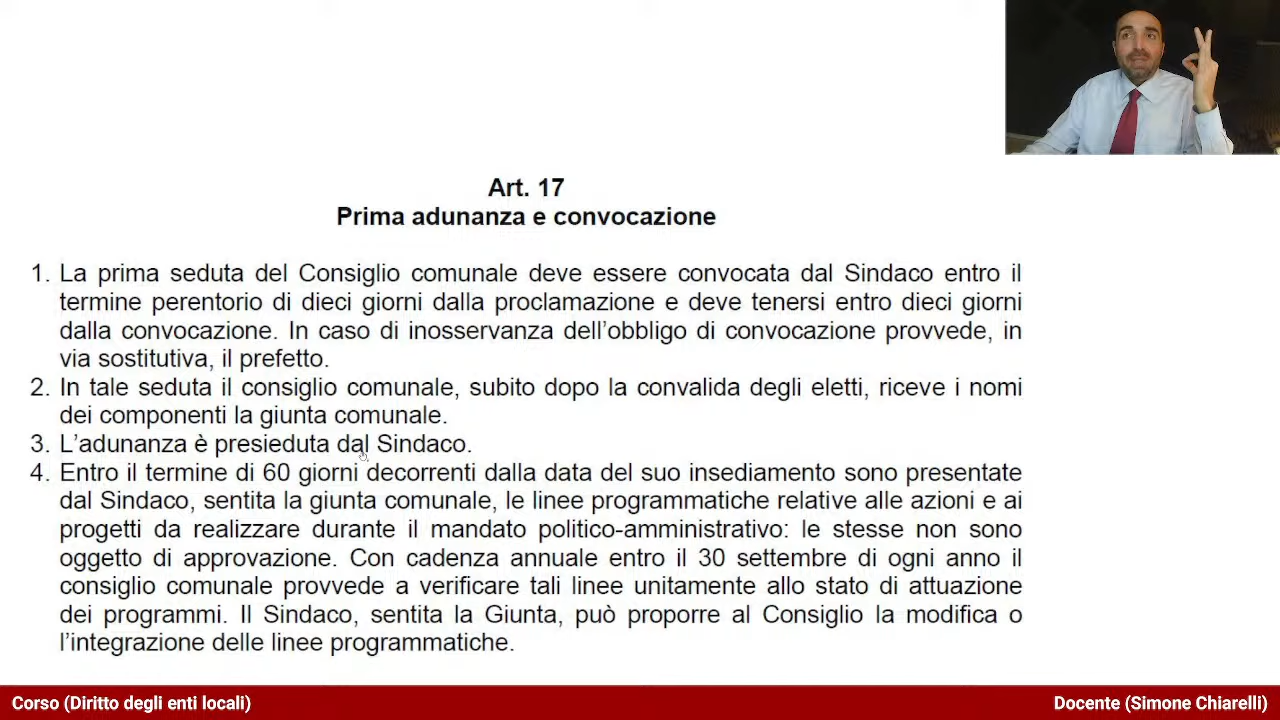 Art. 17
Prima adunanza e convocazione
1. La prima seduta del Consiglio comunale deve essere convocata dal Sindaco entro il
termine perentorio di dieci giorni dalla proclamazione e deve tenersi entro dieci giorni
dalla convocazione. In caso di inosservanza dell’obbligo di convocazione provvede, in
via sostitutiva, il prefetto.
2. In tale seduta il consiglio comunale, subito dopo la convalida degli eletti, riceve i nomi
dei componenti la giunta comunale.
3. L’adunanza è presieduta dal Sindaco.
4. Entro il termine di 60 giorni decorrenti dalla data del suo insediamento sono presentate
dal Sindaco, sentita la giunta comunale, le linee programmatiche relative alle azioni e ai
progetti da realizzare durante il mandato politico-amministrativo: le stesse non sono
oggetto di approvazione. Con cadenza annuale entro il 30 settembre di ogni anno il
consiglio comunale provvede a verificare tali linee unitamente allo stato di attuazione
dei programmi. Il Sindaco, sentita la Giunta, può proporre al Consiglio la modifica o
l’integrazione delle linee programmatiche.
Corso (Diritto degli enti locali)
Docente (Simone Chiarelli)